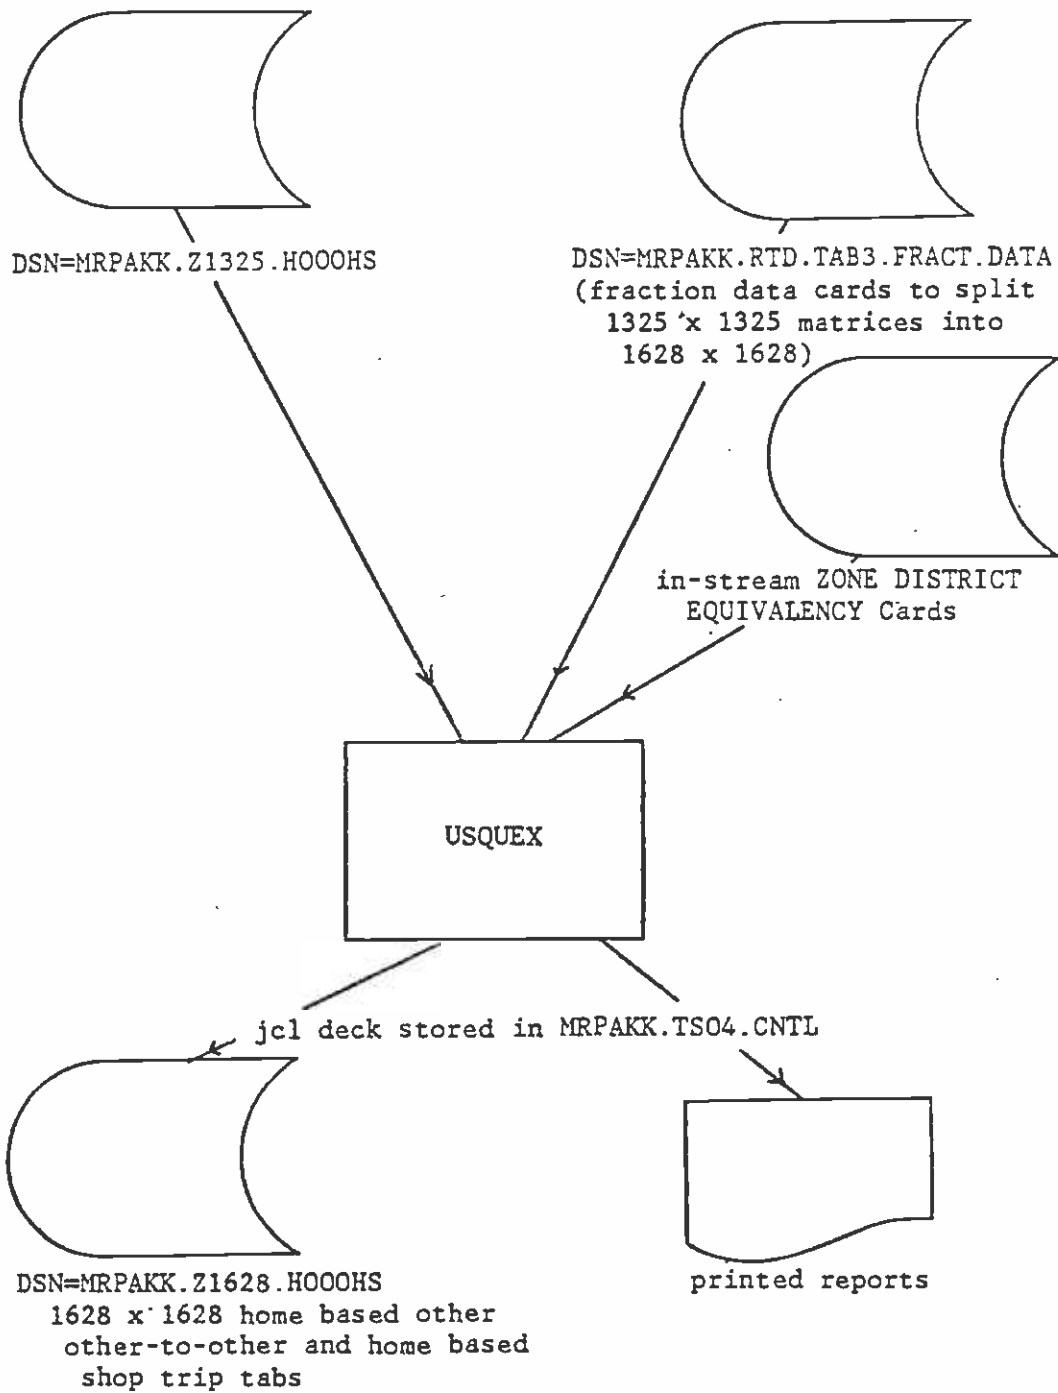 DSN=MRPAKK.Z1325.HOOOHS
DSN=MRPAKK.RTD.TAB3.FRACT.DATA
(fraction data cards to split
1325 x 1325 matrices into
1628 x 1628)
in-stream ZONE DISTRICT
EQUIVALENCY Cards
USQUEX
jcl deck stored in MRPAKK.TSO4.CNTL
DSN=MRPAKK.Z1628.HOOOHS
1628 x 1628 home based other
other-to-other and home based
shop trip tabs
printed reports